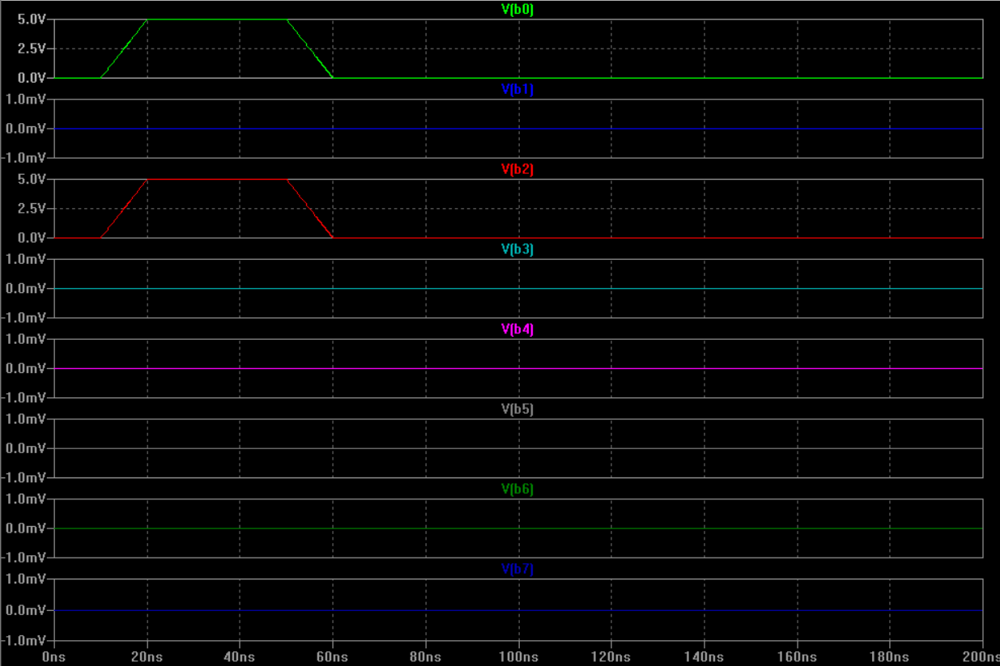 V(b0)
5.0V
2.5V
0.0V
V(b1)
1.0mV
0.0mV
-1.0mV
V(b2)
5.0V
2.5V
0.0V
V(b3)
1.0mV
0.0mV
-1.0mV
V(b4)
1.0mV
0.0mV
-1.0mV
V(b5)
1.0mV
0.0mV
-1.0mV
V(b6)
1.0mV
0.0mV
-1.0mV
V(b7)
1.0mV
0.0mV
-1.0mV
0ns 20ns 40ns 60ns 80ns 100ns 120ns 140ns 160ns 180ns 200ns